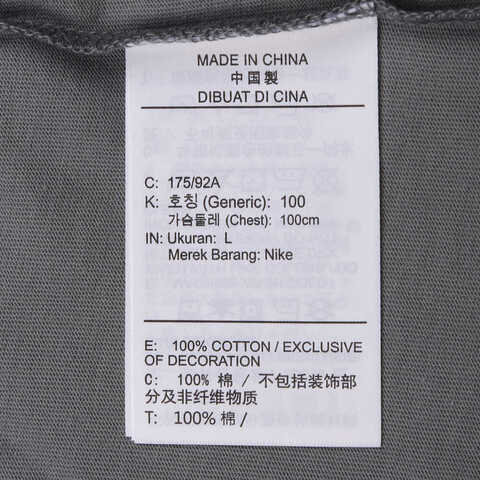 MADE IN CHINA
中国製
DIBUAT DI CINA
C: 175/92A
K: 호칭 (Generic): 100
가슴둘레 (Chest): 100cm
IN: Ukuran: L
Merek Barang: Nike
E: 100% COTTON / EXCLUSIVE
OF DECORATION
C: 100% 棉 / 不包括装饰部
分及非纤维物质
T: 100% 棉 /